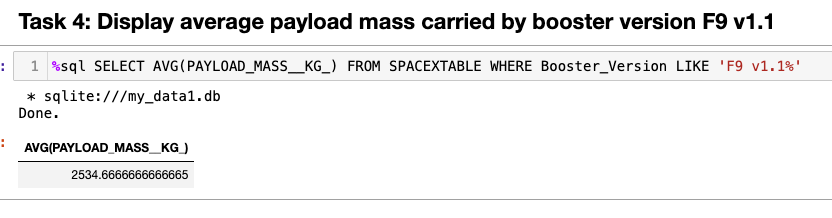 Task 4: Display average payload mass carried by booster version F9 v1.1
: 1 %sql SELECT AVG(PAYLOAD_MASS__KG_) FROM SPACEXTABLE WHERE Booster_Version LIKE 'F9 v1.1%'
* sqlite:///my_data1.db
Done.
: AVG(PAYLOAD_MASS__KG_)
2534.6666666666665